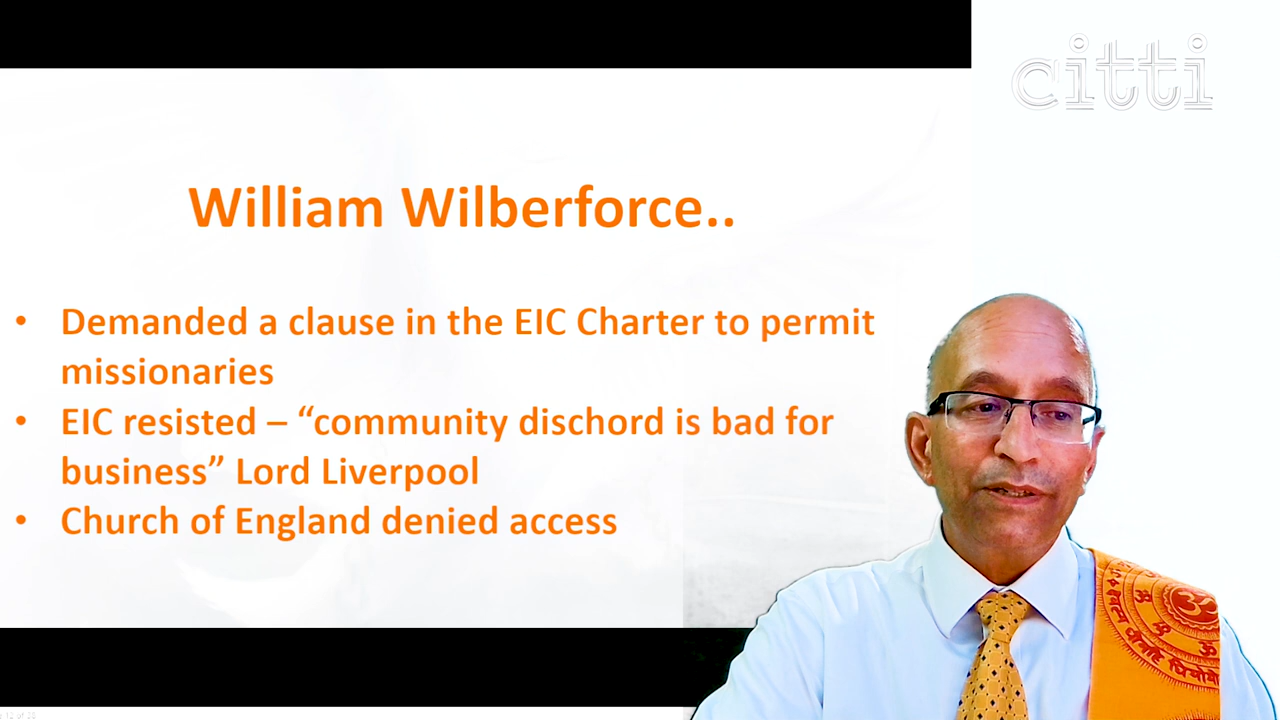 citti
William Wilberforce..
• Demanded a clause in the EIC Charter to permit
missionaries
• EIC resisted – “community dischord is bad for
business” Lord Liverpool
• Church of England denied access
ॐ